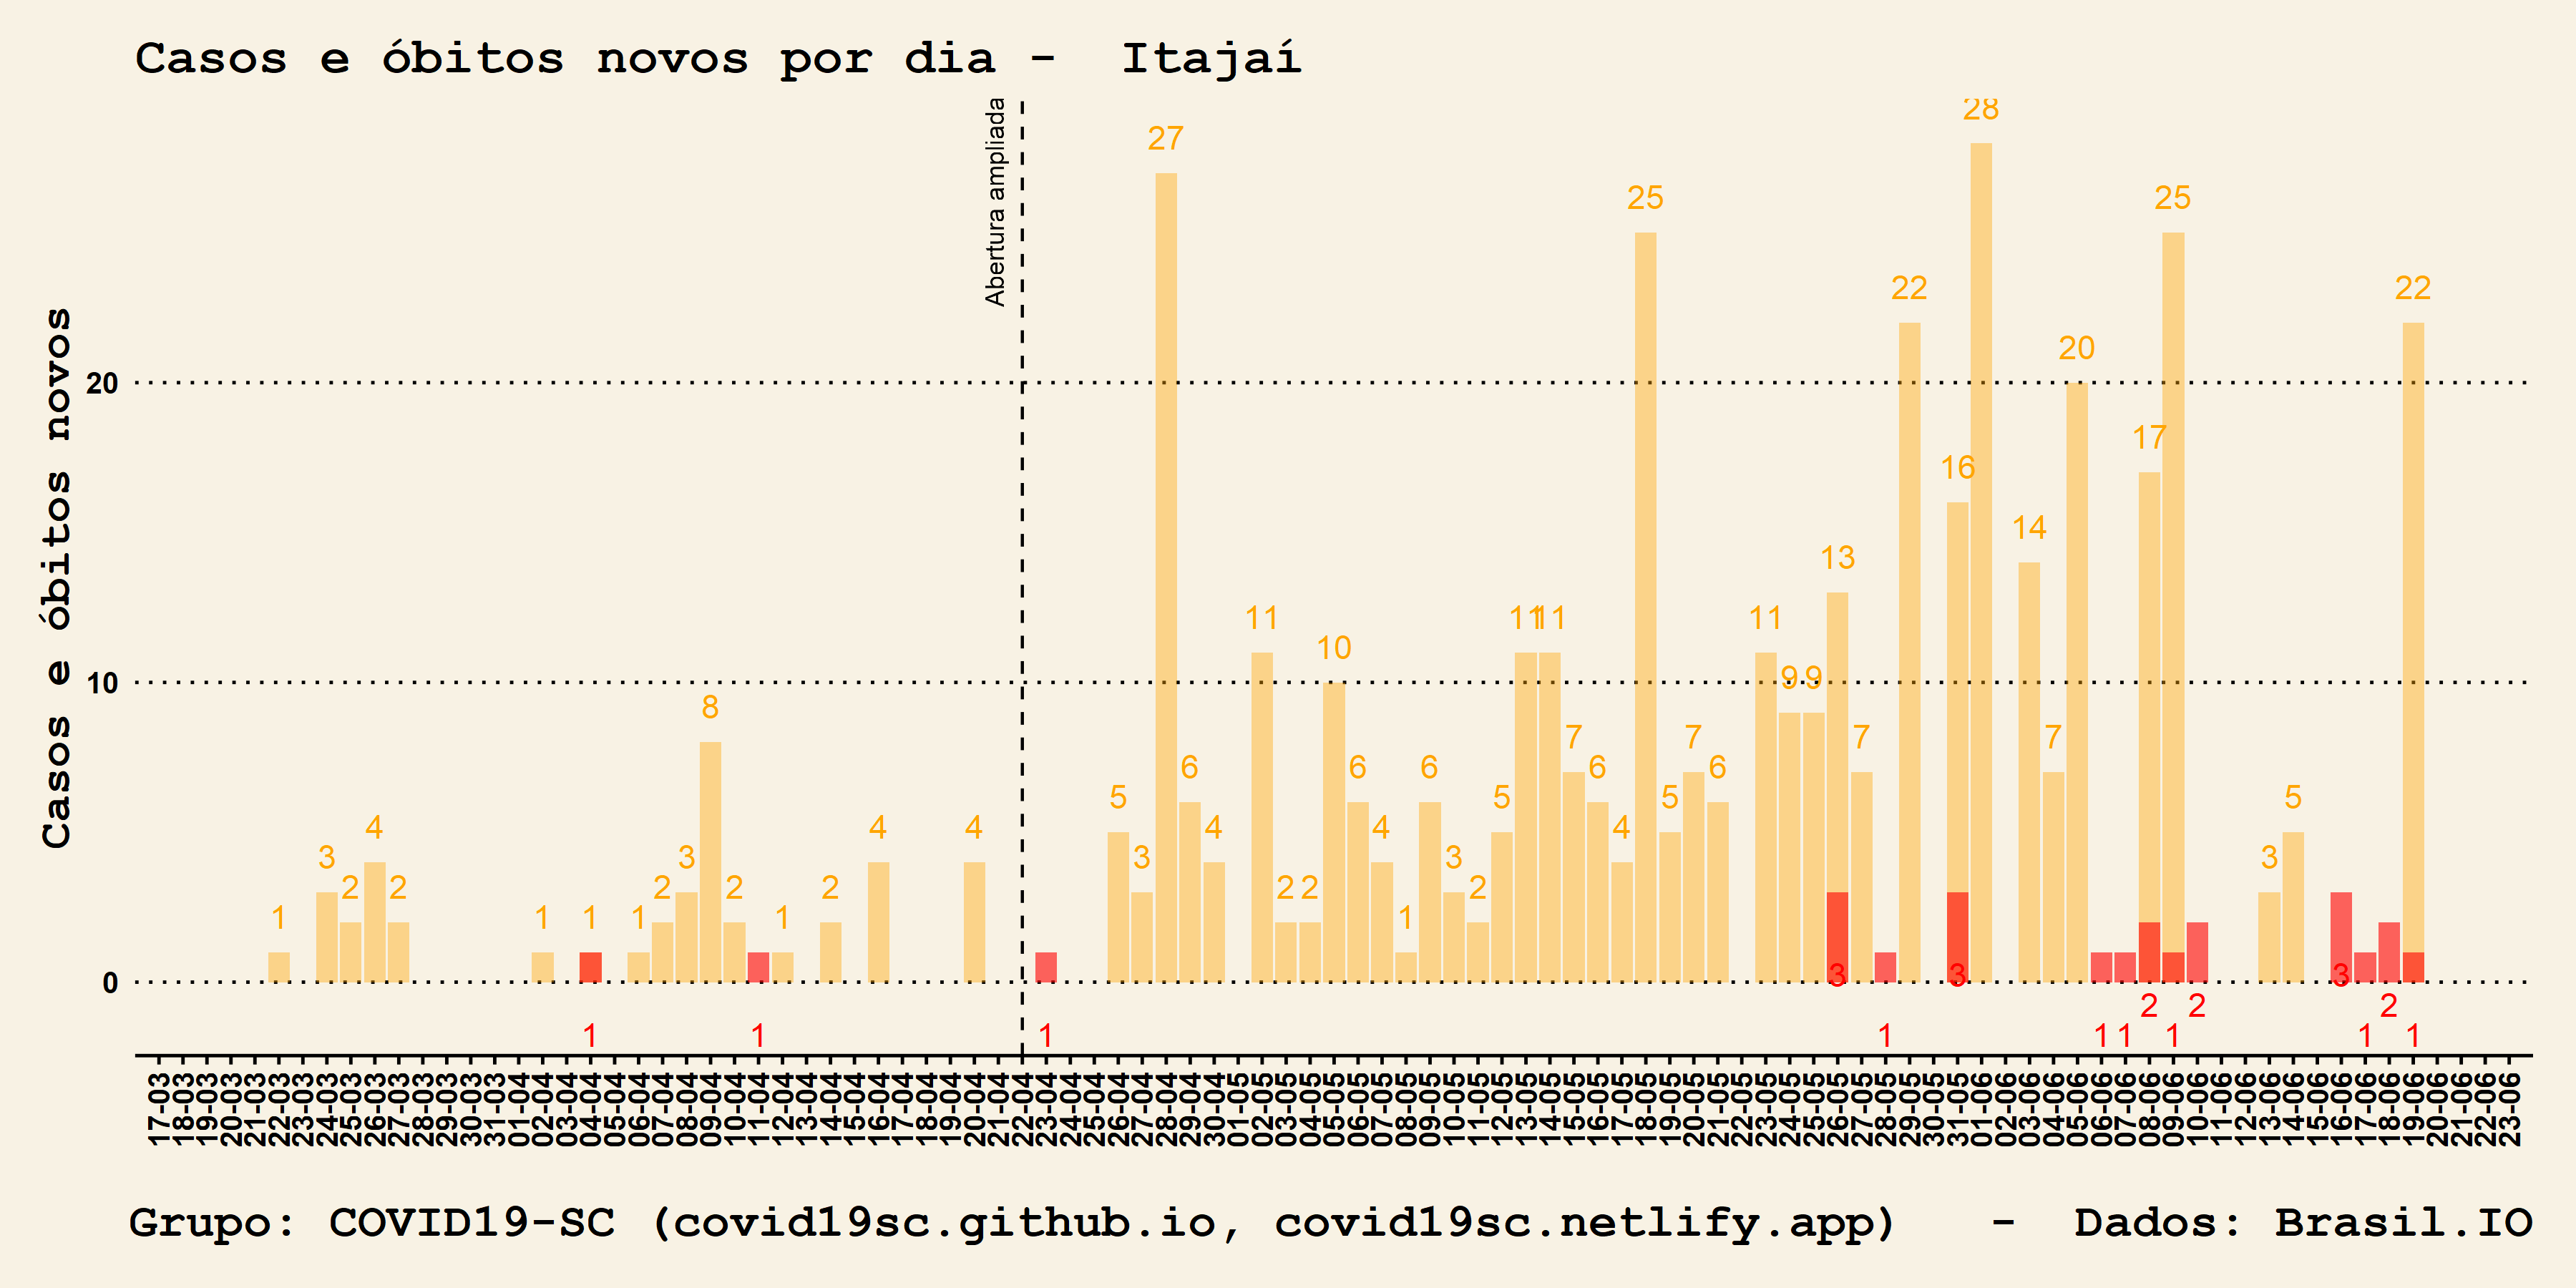 Casos e óbitos novos por dia - Itajaí
Abertura ampliada
Casos e óbitos novos
20
10
0
1 3 2 4 2 1 1 1 2 3 8 2 1 2 4 4 5 3 27 6 4 11 2 2 10 6 4 1 6 3 2 5 11 11 7 6 4 25 5 7 6 11 9 9 13 7 22 16 28 14 7 20 17 25 3 5 22
1 1 1 3 1 3 1 1 2 1 2 3 1 2 1
17-03 18-03 19-03 20-03 21-03 22-03 23-03 24-03 25-03 26-03 27-03 28-03 29-03 30-03 31-03 01-04 02-04 03-04 04-04 05-04 06-04 07-04 08-04 09-04 10-04 11-04 12-04 14-04 15-04 16-04 17-04 18-04 19-04 20-04 21-04 22-04 23-04 24-04 25-04 26-04 27-04 28-04 29-04 30-04 01-05 02-05 03-05 04-05 05-05 06-05 07-05 08-05 09-05 10-05 11-05 12-05 13-05 14-05 15-05 16-05 17-05 18-05 19-05 20-05 21-05 22-05 23-05 24-05 25-05 26-05 27-05 28-05 29-05 30-05 31-05 01-06 02-06 03-06 04-06 05-06 06-06 07-06 08-06 09-06 10-06 11-06 12-06 13-06 14-06 15-06 16-06 17-06 18-06 19-06 20-06 21-06 22-06 23-06
Grupo: COVID19-SC (covid19sc.github.io, covid19sc.netlify.app) - Dados: Brasil.IO